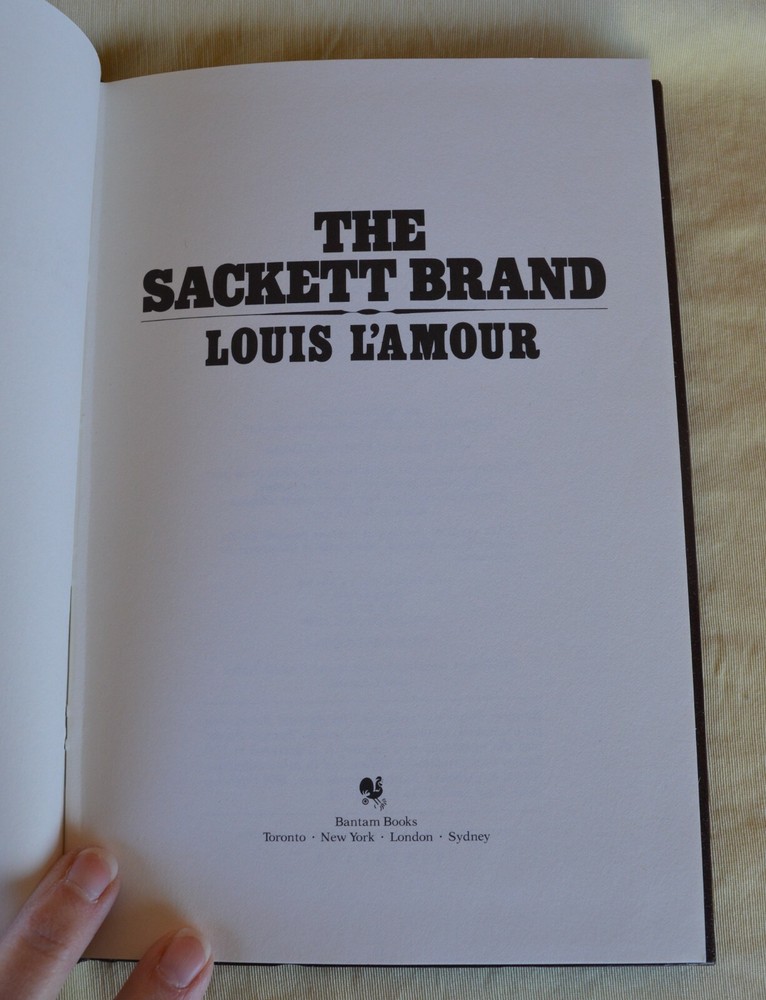 THE
SACKETT BRAND
LOUIS L'AMOUR
Bantam Books
Toronto · New York · London · Sydney